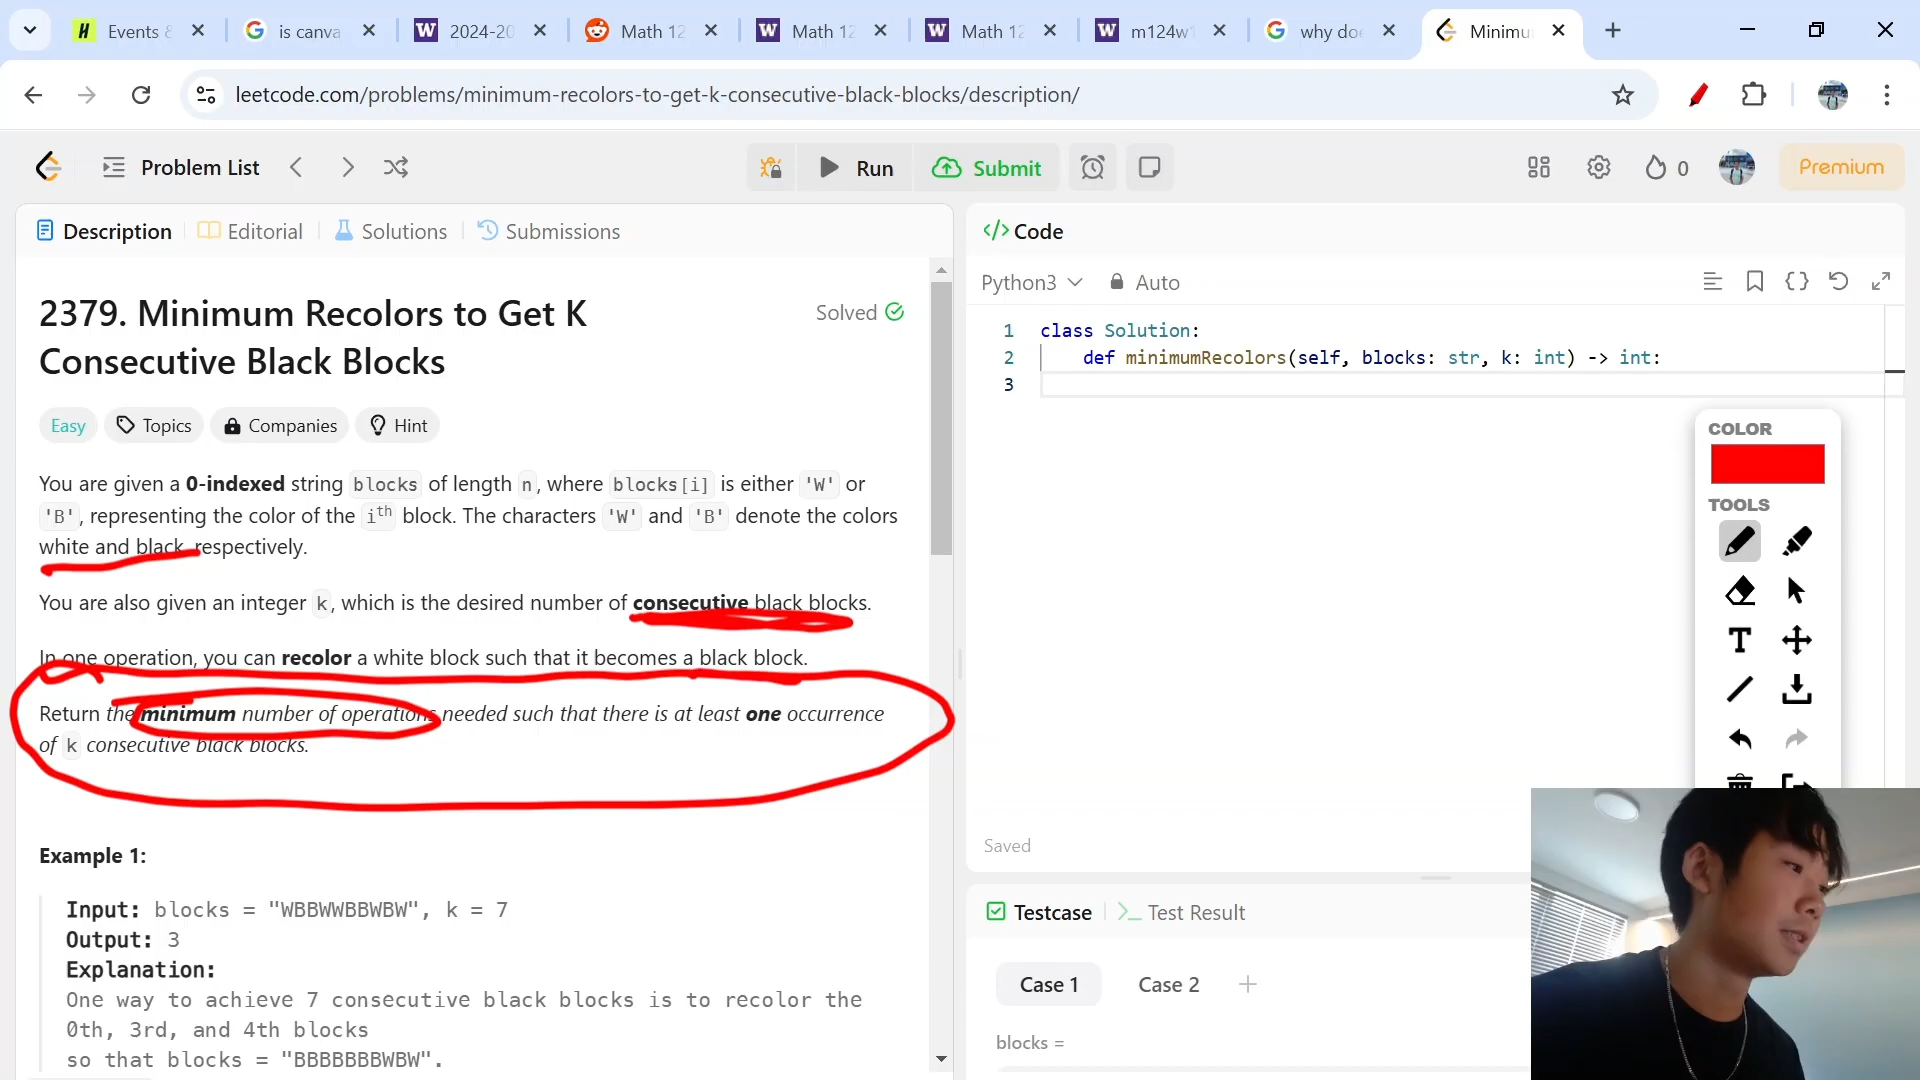 Events &
is canva
2024-20
Math 12
Math 12
Math 12
m124w1
why doe
Minimu
leetcode.com/problems/minimum-recolors-to-get-k-consecutive-black-blocks/description/
Problem List
Run
Submit
0
Premium
Description
Editorial
Solutions
Submissions
2379. Minimum Recolors to Get K
Consecutive Black Blocks
Solved
Easy
Topics
Companies
Hint
You are given a 0-indexed string blocks of length n, where blocks[i] is either 'W' or
'B', representing the color of the ith block. The characters 'W' and 'B' denote the colors
white and black, respectively.
You are also given an integer k, which is the desired number of consecutive black blocks.
In one operation, you can recolor a white block such that it becomes a black block.
Return the minimum number of operations needed such that there is at least one occurrence
of k consecutive black blocks.
Example 1:
Input: blocks = "WBBWWBBWBW", k = 7
Output: 3
Explanation:
One way to achieve 7 consecutive black blocks is to recolor the
0th, 3rd, and 4th blocks
so that blocks = "BBBBBBBWBW".
</> Code
Python3
Auto
1 class Solution:
2 def minimumRecolors(self, blocks: str, k: int) -> int:
3
COLOR
TOOLS
T
Saved
Testcase
Test Result
Case 1
Case 2
blocks =